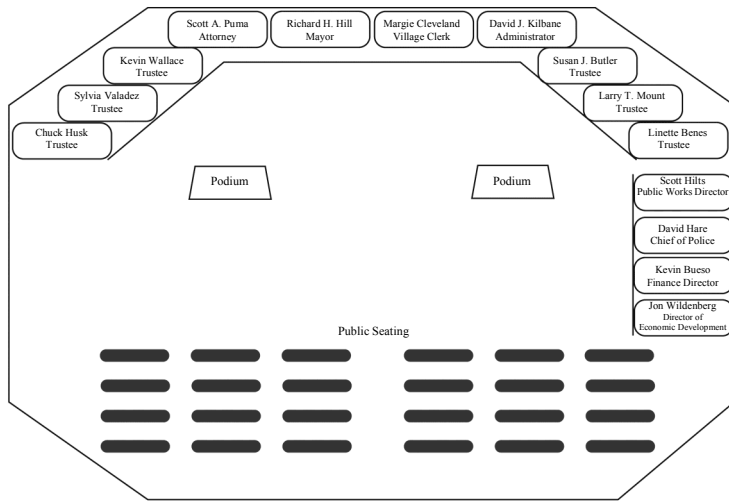 Scott A. Puma
Attorney
Richard H. Hill
Mayor
Margie Cleveland
Village Clerk
David J. Kilbane
Administrator
Kevin Wallace
Trustee
Susan J. Butler
Trustee
Sylvia Valadez
Trustee
Larry T. Mount
Trustee
Chuck Husk
Trustee
Linette Benes
Trustee
Podium
Podium
Scott Hilts
Public Works Director
David Hare
Chief of Police
Kevin Bueso
Finance Director
Jon Wildenberg
Director of
Economic Development
Public Seating